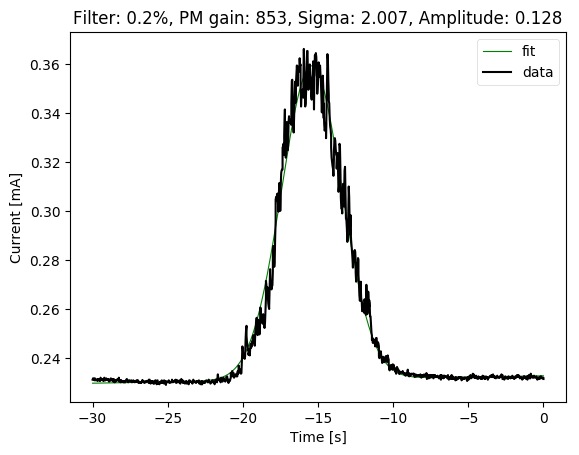 Filter: 0.2%, PM gain: 853, Sigma: 2.007, Amplitude: 0.128
fit
data
0.36
0.34
0.32
0.30
0.28
0.26
0.24
Current [mA]
−30 −25 −20 −15 −10 −5 0
Time [s]